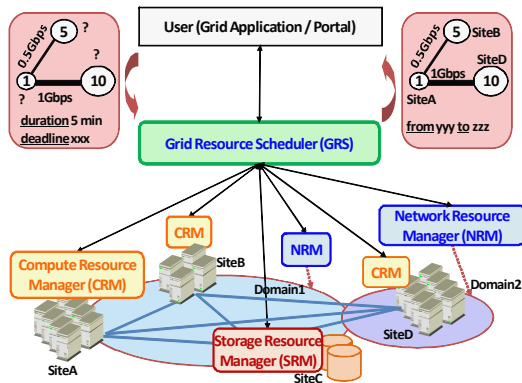 User (Grid Application / Portal)
0.5Gbps
5
?
1
10
?
?
1Gbps
duration 5 min
deadline xxx
0.5Gbps
5
SiteB
SiteD
1
1Gbps
10
SiteA
from yyy to zzz
Grid Resource Scheduler (GRS)
CRM
NRM
Network Resource
Manager (NRM)
Compute Resource
Manager (CRM)
SiteB
CRM
Domain1
Domain2
SiteA
Storage Resource
Manager (SRM)
SiteC
SiteD